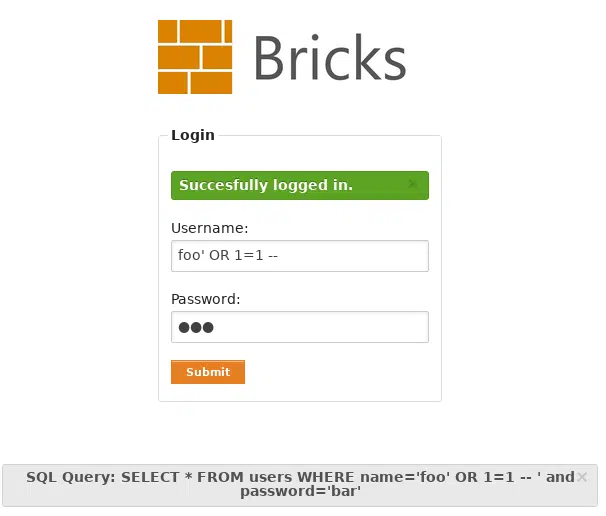 Bricks
Login
Succesfully logged in.
Username:
foo' OR 1=1 --
Password:
Submit
SQL Query: SELECT * FROM users WHERE name='foo' OR 1=1 -- ' and
password='bar'